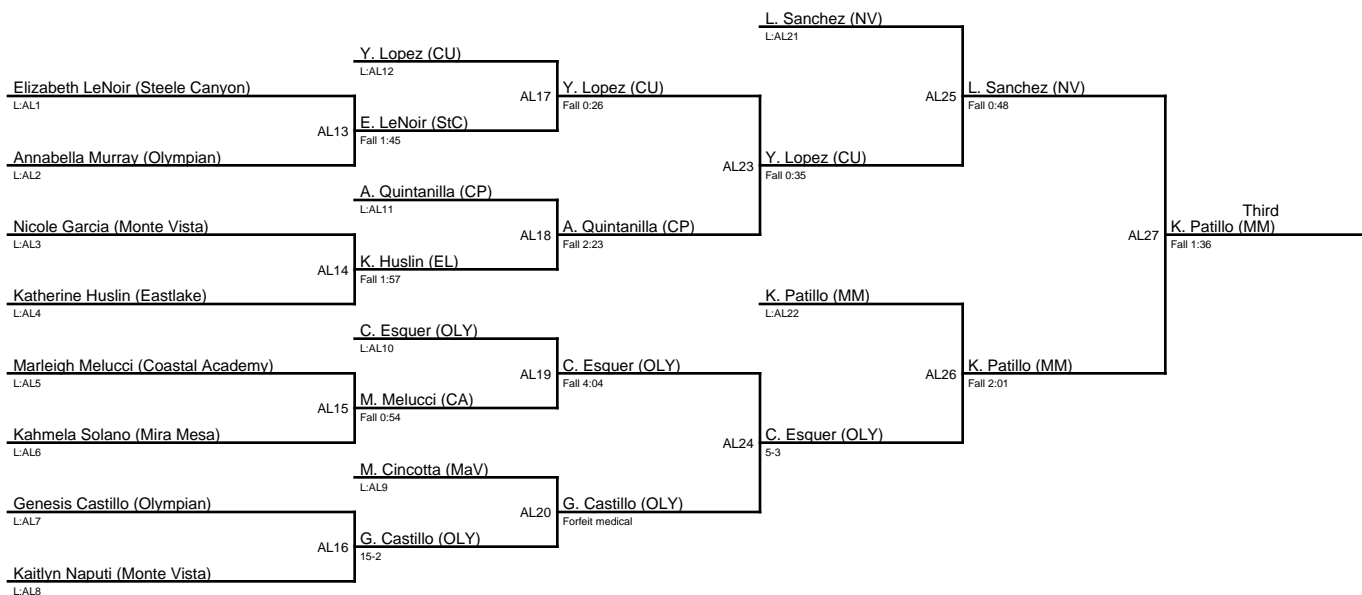 L. Sanchez (NV)
L:AL21
Y. Lopez (CU)
L:AL12
Elizabeth LeNoir (Steele Canyon)
L:AL1
AL17
Y. Lopez (CU)
Fall 0:26
AL25
L. Sanchez (NV)
Fall 0:48
AL13
E. LeNoir (StC)
Fall 1:45
Annabella Murray (Olympian)
L:AL2
AL23
Y. Lopez (CU)
Fall 0:35
A. Quintanilla (CP)
L:AL11
Nicole Garcia (Monte Vista)
L:AL3
AL18
A. Quintanilla (CP)
Fall 2:23
Third
AL27
K. Patillo (MM)
Fall 1:36
AL14
K. Huslin (EL)
Fall 1:57
Katherine Huslin (Eastlake)
L:AL4
K. Patillo (MM)
L:AL22
C. Esquer (OLY)
L:AL10
Marleigh Melucci (Coastal Academy)
L:AL5
AL19
C. Esquer (OLY)
Fall 4:04
AL26
K. Patillo (MM)
Fall 2:01
AL15
M. Melucci (CA)
Fall 0:54
Kahmela Solano (Mira Mesa)
L:AL6
AL24
C. Esquer (OLY)
5-3
M. Cincotta (MaV)
L:AL9
Genesis Castillo (Olympian)
L:AL7
AL20
G. Castillo (OLY)
Forfeit medical
AL16
G. Castillo (OLY)
15-2
Kaitlyn Naputi (Monte Vista)
L:AL8